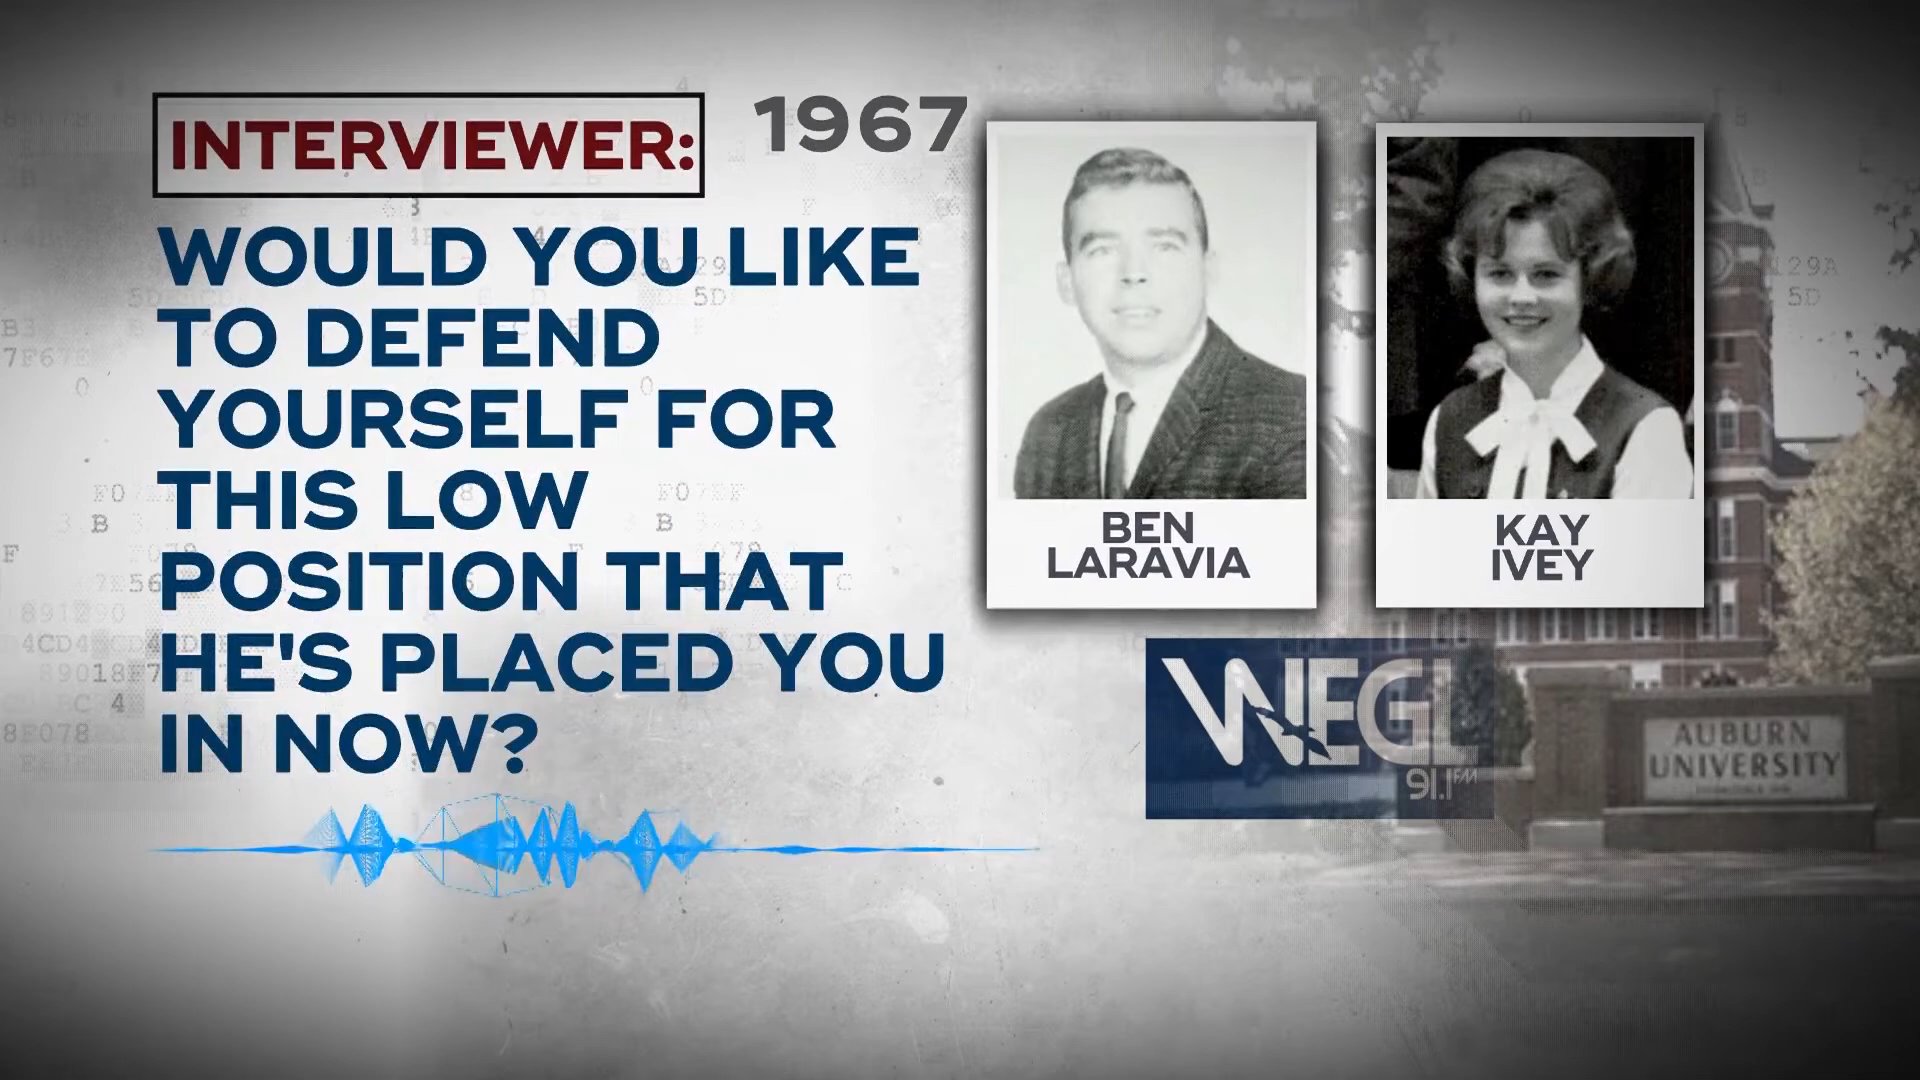 INTERVIEWER:
1967
WOULD YOU LIKE
TO DEFEND
YOURSELF FOR
THIS LOW
POSITION THAT
HE'S PLACED YOU
IN NOW?
BEN
LARAVIA
KAY
IVEY
WEGL
91.1FM
AUBURN
UNIVERSITY